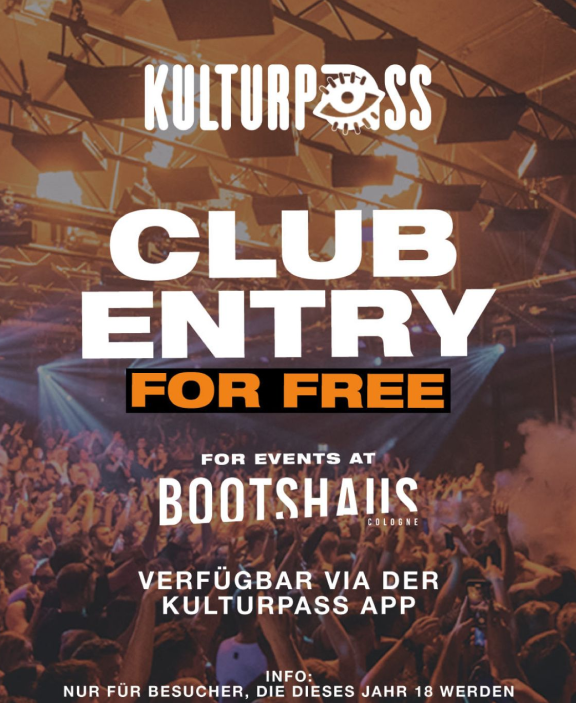 KULTURPASS
CLUB
ENTRY
FOR FREE
FOR EVENTS AT
BOOTSHAUS
COLOGNE
VERFÜGBAR VIA DER
KULTURPASS APP
INFO:
NUR FÜR BESUCHER, DIE DIESES JAHR 18 WERDEN